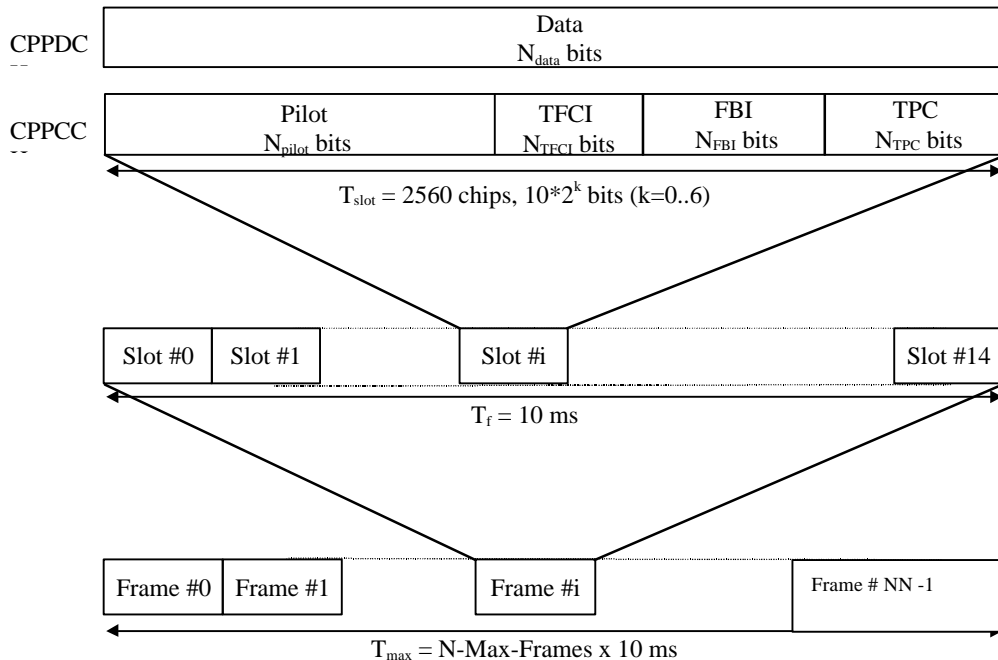 Data
CPPDC
N_data bits
Pilot TFCI FBI TPC
CPPCC
N_pilot bits N_TFCI bits N_FBI bits N_TPC bits
T_slot = 2560 chips, 10*2^k bits (k=0..6)
Slot #0 Slot #1 Slot #i Slot #14
T_f = 10 ms
Frame #0 Frame #1 Frame #i Frame # NN -1
T_max = N-Max-Frames x 10 ms